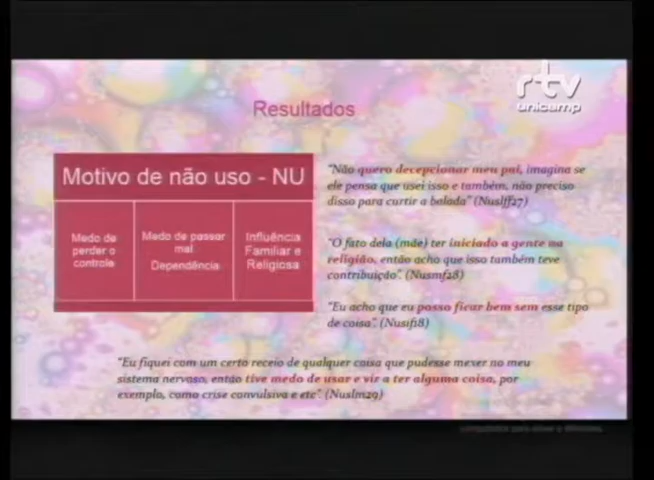 rtv
unicamp
Resultados
Motivo de não uso - NU
Medo de
perder o
controle
Medo de passar
mal
Dependência
Influência
Familiar e
Religiosa
"Não quero decepcionar meu pai, imagina se
ele pensa que usei isso e também, não preciso
disso para curtir a balada"
"O fato dela (mãe) ter iniciado a gente na
religião, então acho que isso também teve
contribuição". (Nusmf28)
"Eu acho que eu posso ficar bem sem esse tipo
de coisa".
"Eu fiquei com um certo receio de qualquer coisa que pudesse mexer no meu
sistema nervoso, então tive medo de usar e vir a ter alguma coisa, por
exemplo, como crise convulsiva e etc". (Nuslm29)